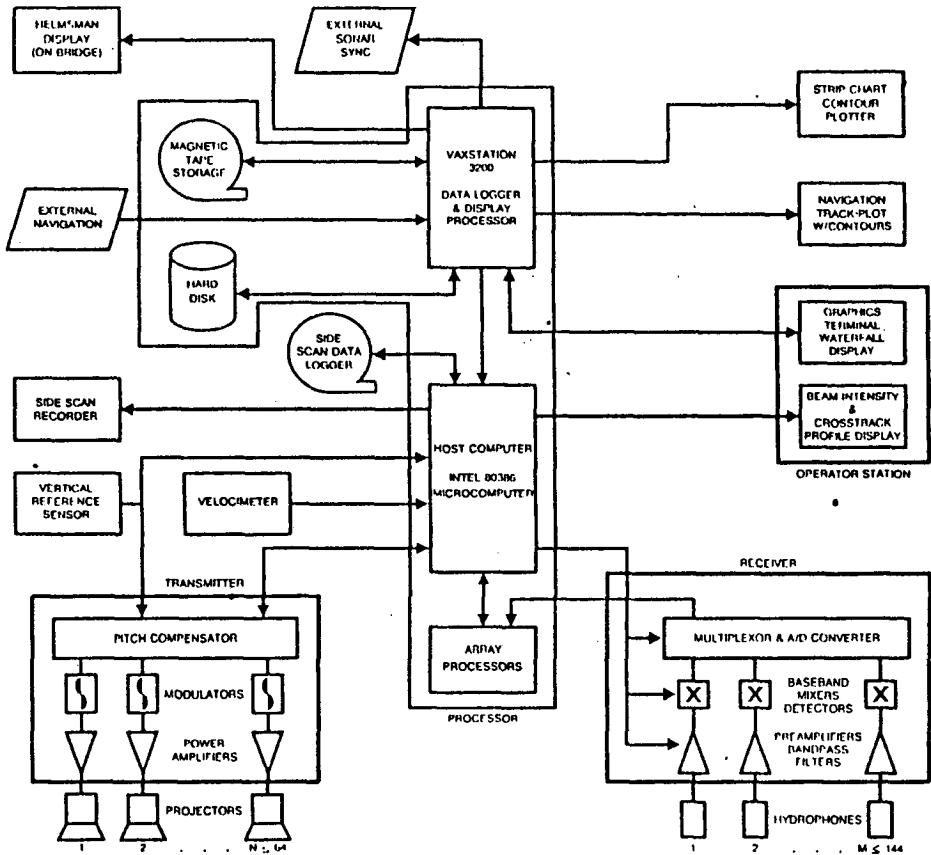 HELMSMAN
DISPLAY
(ON BRIDGE)
EXTERNAL
SONAR
SYNC
STRIP CHART
CONTOUR
PLOTTER
MAGNETIC
TAPE
STORAGE
VAXSTATION
3200
DATA LOGGER
& DISPLAY
PROCESSOR
EXTERNAL
NAVIGATION
NAVIGATION
TRACK-PLOT
W/CONTOURS
HARD
DISK
GRAPHICS
TERMINAL
WATERFALL
DISPLAY
SIDE
SCAN DATA
LOGGER
SIDE SCAN
RECORDER
BEAM INTENSITY
&
CROSSTRACK
PROFILE DISPLAY
OPERATOR STATION
HOST COMPUTER
INTEL 80386
MICROCOMPUTER
VERTICAL
REFERENCE
SENSOR
VELOCIMETER
TRANSMITTER
RECEIVER
PITCH COMPENSATOR
ARRAY
PROCESSORS
MULTIPLEXOR & A/D CONVERTER
MODULATORS
X X X
BASEBAND
MIXERS
DETECTORS
PROCESSOR
POWER
AMPLIFIERS
PREAMPLIFIERS
BANDPASS
FILTERS
PROJECTORS
HYDROPHONES
1 2 . . . . N ≤ 64
1 2 . . . . M ≤ 144